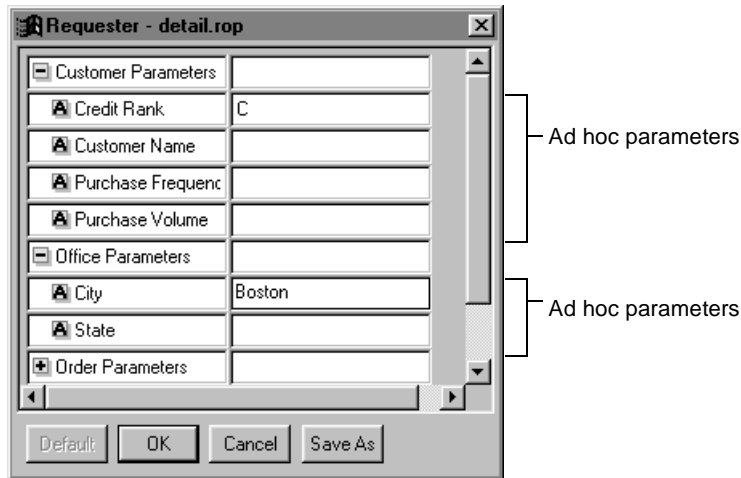 Requester - detail.rop
Customer Parameters
A Credit Rank C
A Customer Name
A Purchase Frequenc
A Purchase Volume
Office Parameters
A City Boston
A State
Order Parameters
Default OK Cancel Save As
Ad hoc parameters
Ad hoc parameters